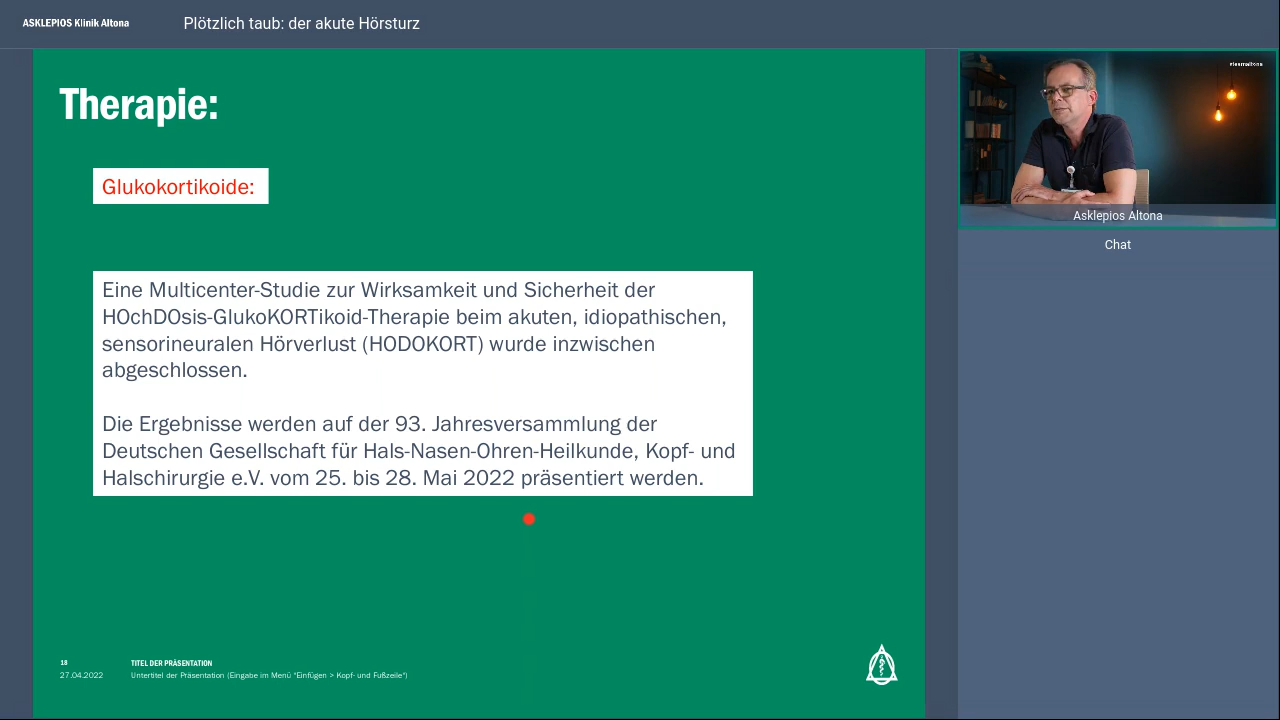 ASKLEPIOS Klinik Altona
Plötzlich taub: der akute Hörsturz
Therapie:
Glukokortikoide:
Eine Multicenter-Studie zur Wirksamkeit und Sicherheit der
HOchDOsis-GlukoKORTikoid-Therapie beim akuten, idiopathischen,
sensorineuralen Hörverlust (HODOKORT) wurde inzwischen
abgeschlossen.
Die Ergebnisse werden auf der 93. Jahresversammlung der
Deutschen Gesellschaft für Hals-Nasen-Ohren-Heilkunde, Kopf- und
Halschirurgie e.V. vom 25. bis 28. Mai 2022 präsentiert werden.
18
TITEL DER PRÄSENTATION
27.04.2022
Untertitel der Präsentation (Eingabe im Menü "Einfügen > Kopf- und Fußzeile")
Asklepios Altona
Chat